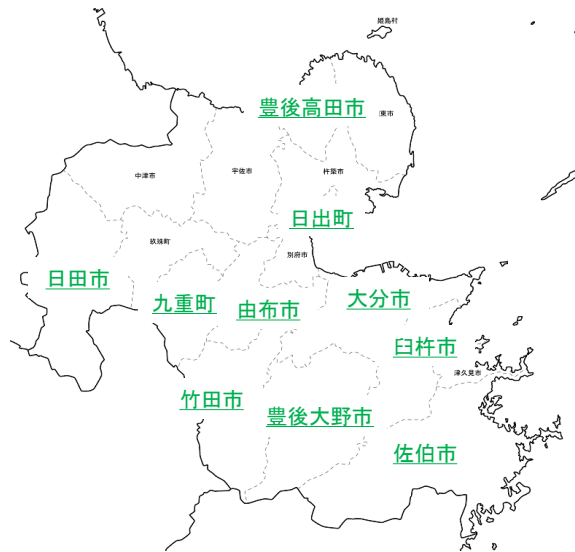 姫島村
豊後高田市
東市
中津市
宇佐市
杵築市
日出町
玖珠町
別府市
日田市
九重町
由布市
大分市
臼杵市
津久見市
竹田市
豊後大野市
佐伯市